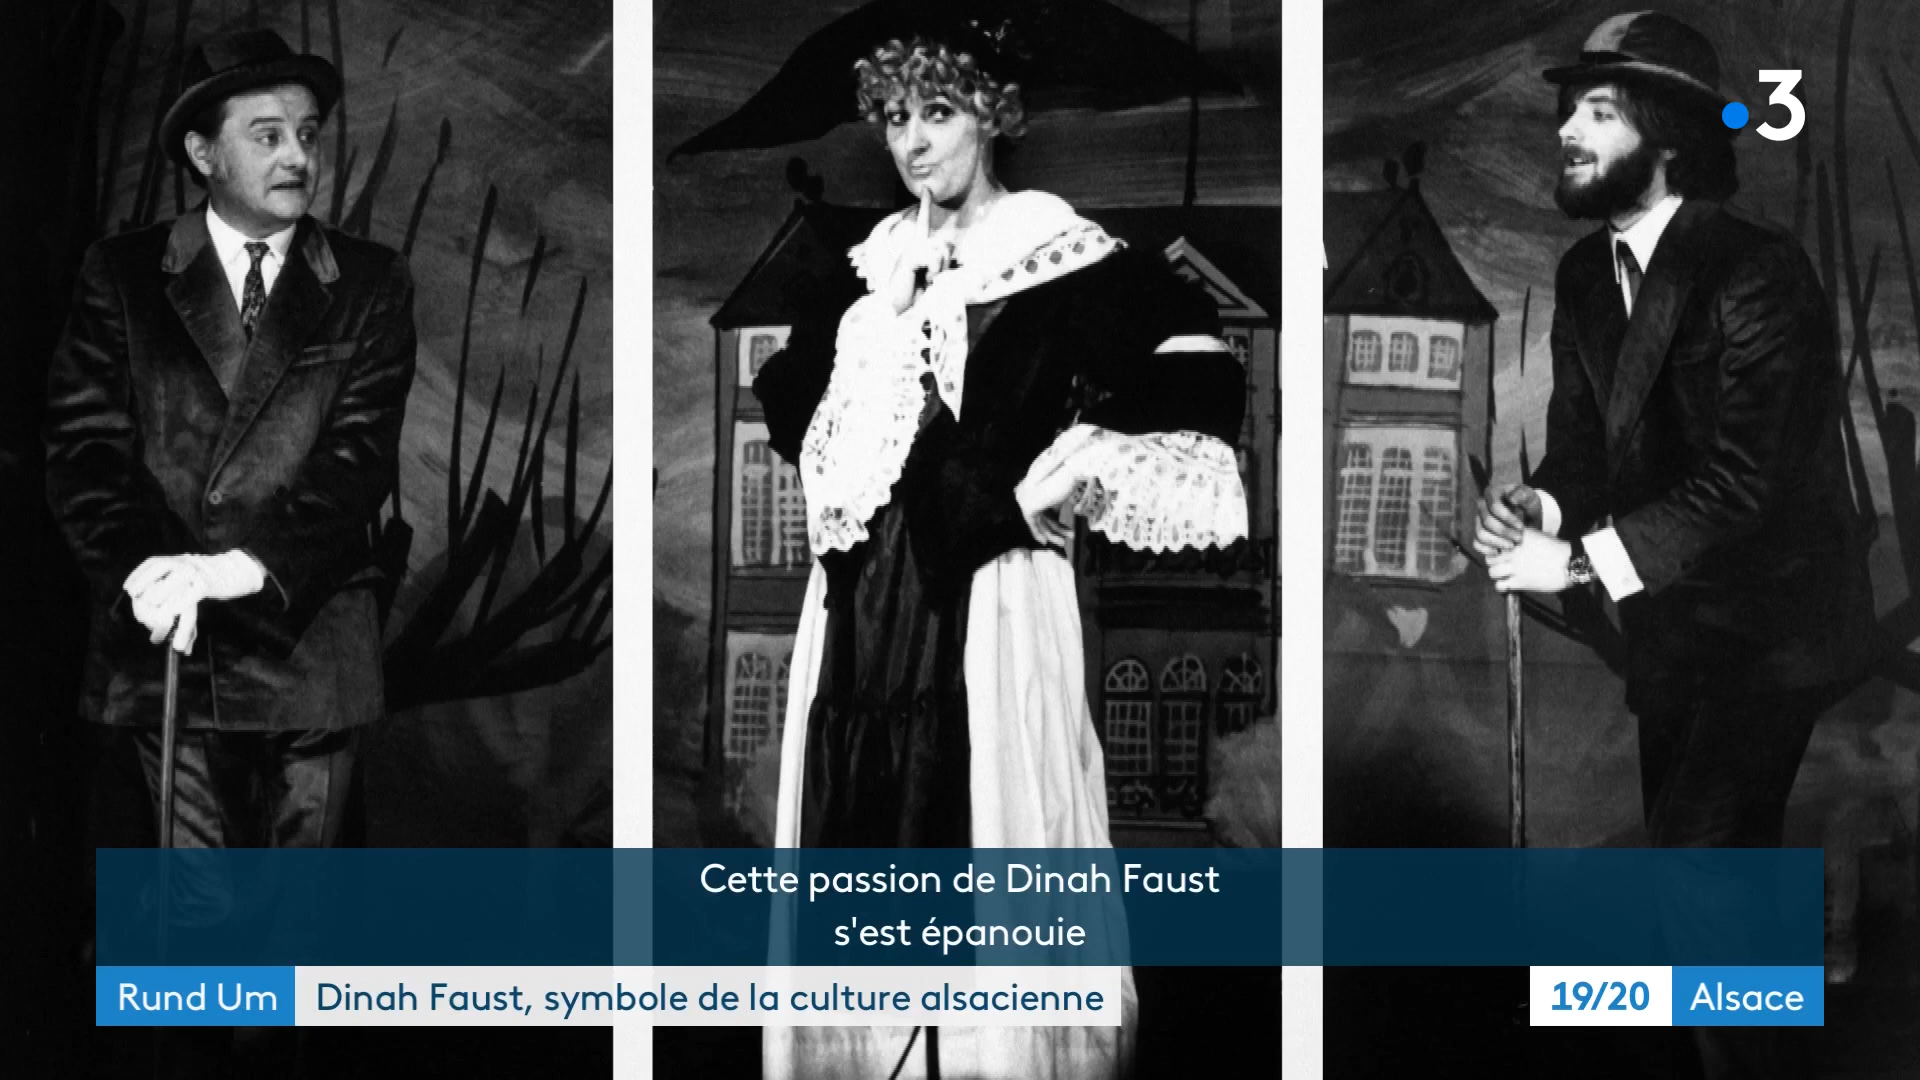 3
Cette passion de Dinah Faust
s'est épanouie
Rund Um
Dinah Faust, symbole de la culture alsacienne
19/20
Alsace